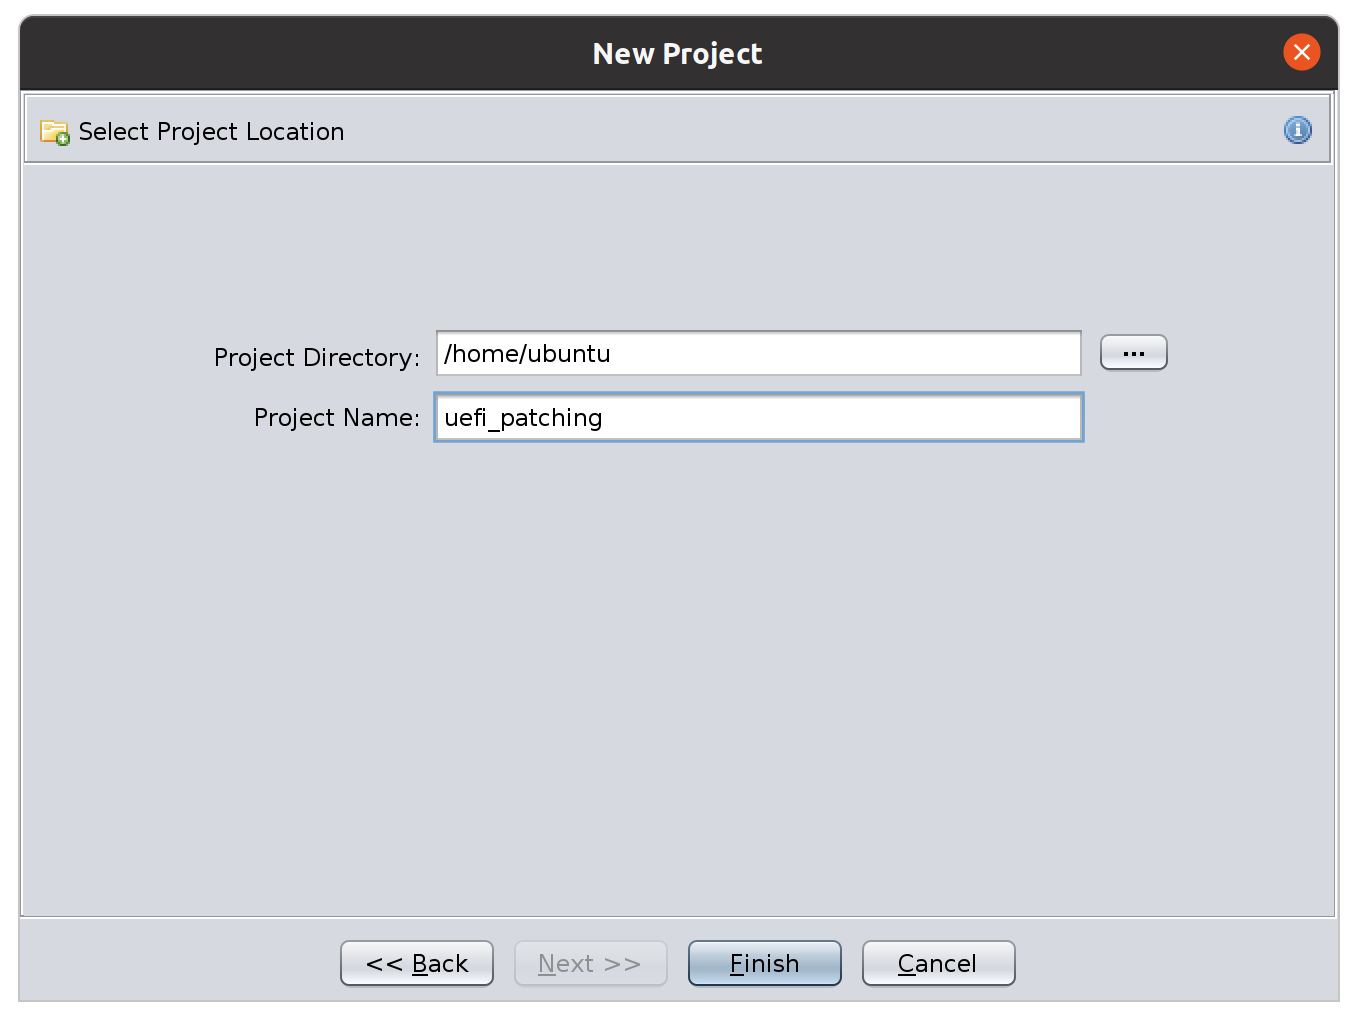 New Project
Select Project Location
Project Directory: /home/ubuntu ...
Project Name: uefi_patching
<< Back Next >> Finish Cancel